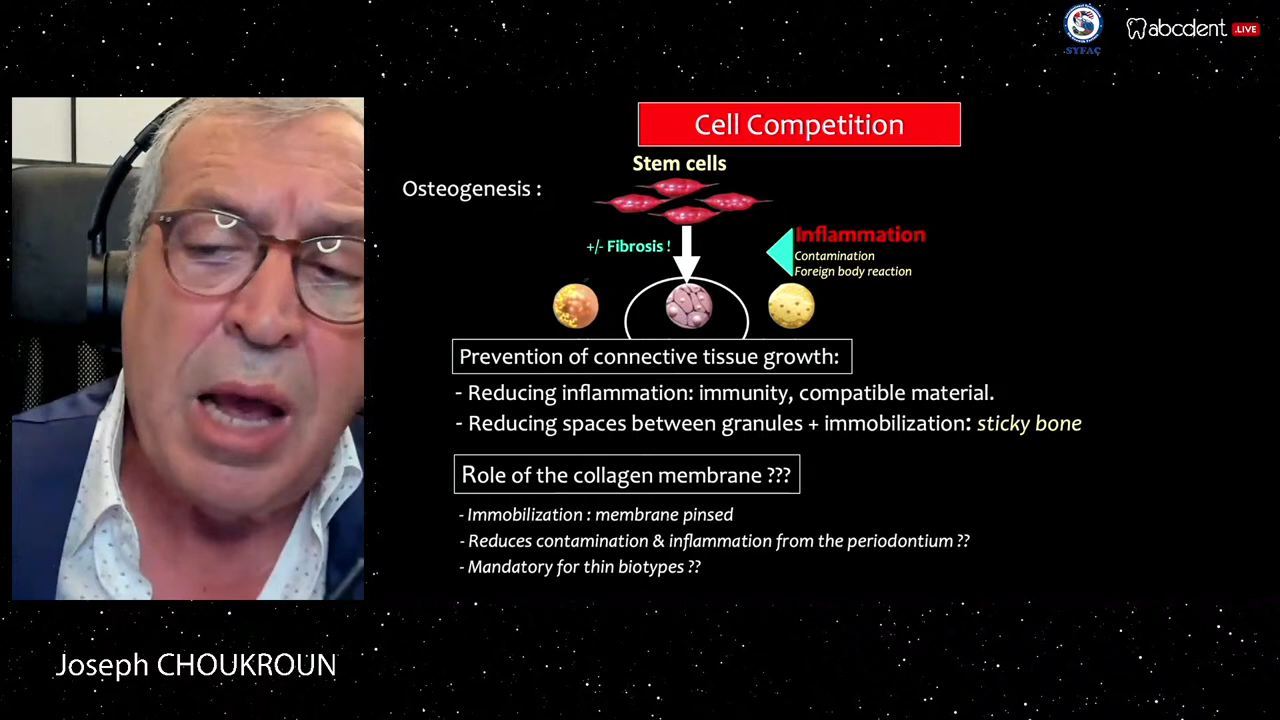 SYFAÇ
abcdent .LIVE
Cell Competition
Stem cells
Osteogenesis :
+/- Fibrosis !
Inflammation
Contamination
Foreign body reaction
Prevention of connective tissue growth:
- Reducing inflammation: immunity, compatible material.
- Reducing spaces between granules + immobilization: sticky bone
Role of the collagen membrane ???
- Immobilization : membrane pinsed
- Reduces contamination & inflammation from the periodontium ??
- Mandatory for thin biotypes ??
Joseph CHOUKROUN